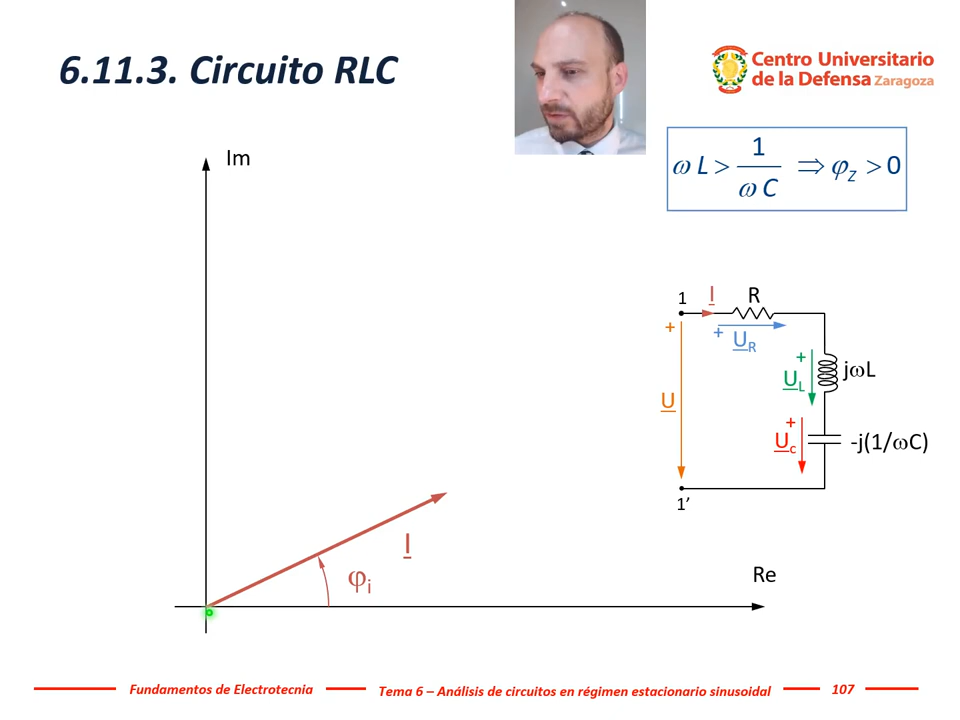 6.11.3. Circuito RLC
Centro Universitario
de la Defensa Zaragoza
ω L > 1 / ω C ⇒ φZ > 0
Im
1
I
R
+
+
UR
+
UL
jωL
U
+
Uc
-j(1/ωC)
1’
I
φi
Re
Fundamentos de Electrotecnia
Tema 6 – Análisis de circuitos en régimen estacionario sinusoidal
107